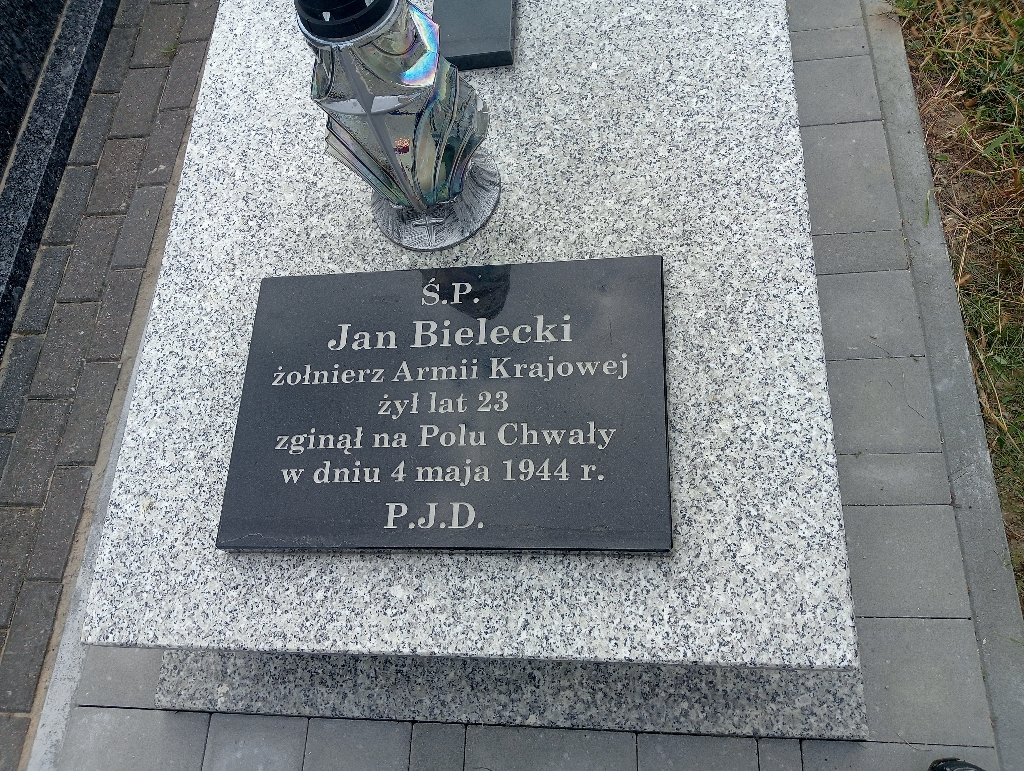 Ś.P.
Jan Bielecki
żołnierz Armii Krajowej
żył lat 23
zginął na Polu Chwały
w dniu 4 maja 1944 r.
P.J.D.